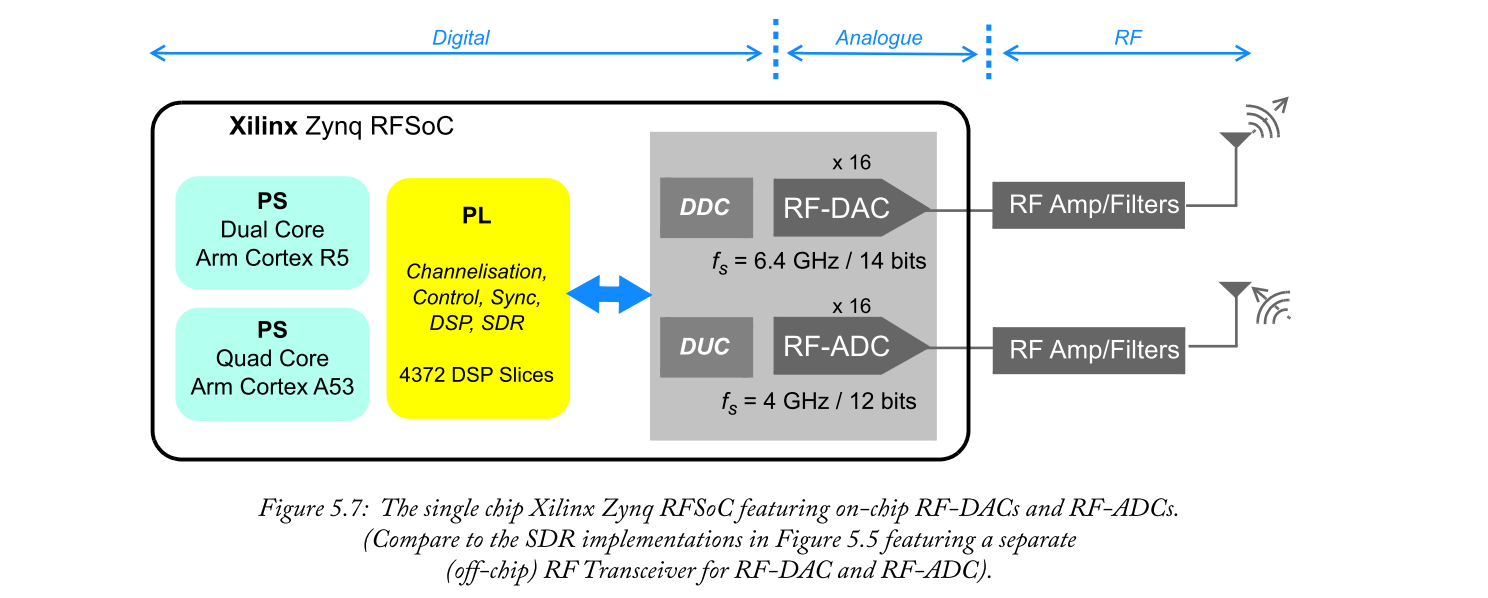 Digital
Analogue
RF
Xilinx Zynq RFSoC
PS
Dual Core
Arm Cortex R5
PS
Quad Core
Arm Cortex A53
PL
Channelisation,
Control, Sync,
DSP, SDR
4372 DSP Slices
x 16
DDC
RF-DAC
fs = 6.4 GHz / 14 bits
x 16
DUC
RF-ADC
fs = 4 GHz / 12 bits
RF Amp/Filters
RF Amp/Filters
Figure 5.7: The single chip Xilinx Zynq RFSoC featuring on-chip RF-DACs and RF-ADCs.
(Compare to the SDR implementations in Figure 5.5 featuring a separate
(off-chip) RF Transceiver for RF-DAC and RF-ADC).